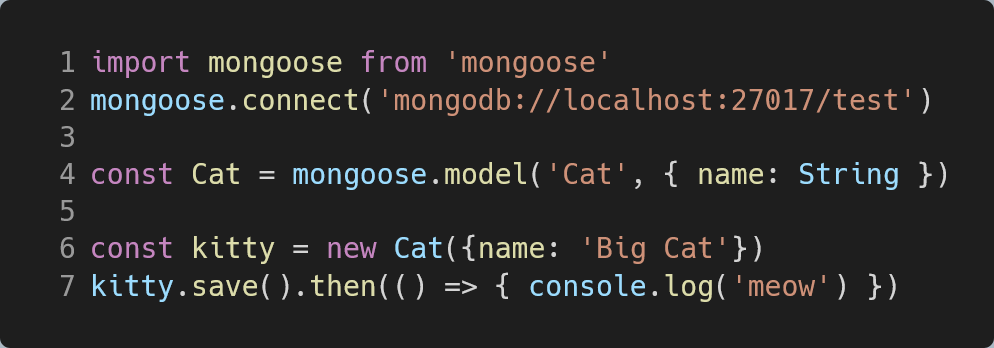 1 import mongoose from 'mongoose'
2 mongoose.connect('mongodb://localhost:27017/test')
3
4 const Cat = mongoose.model('Cat', { name: String })
5
6 const kitty = new Cat({name: 'Big Cat'})
7 kitty.save().then(() => { console.log('meow') })